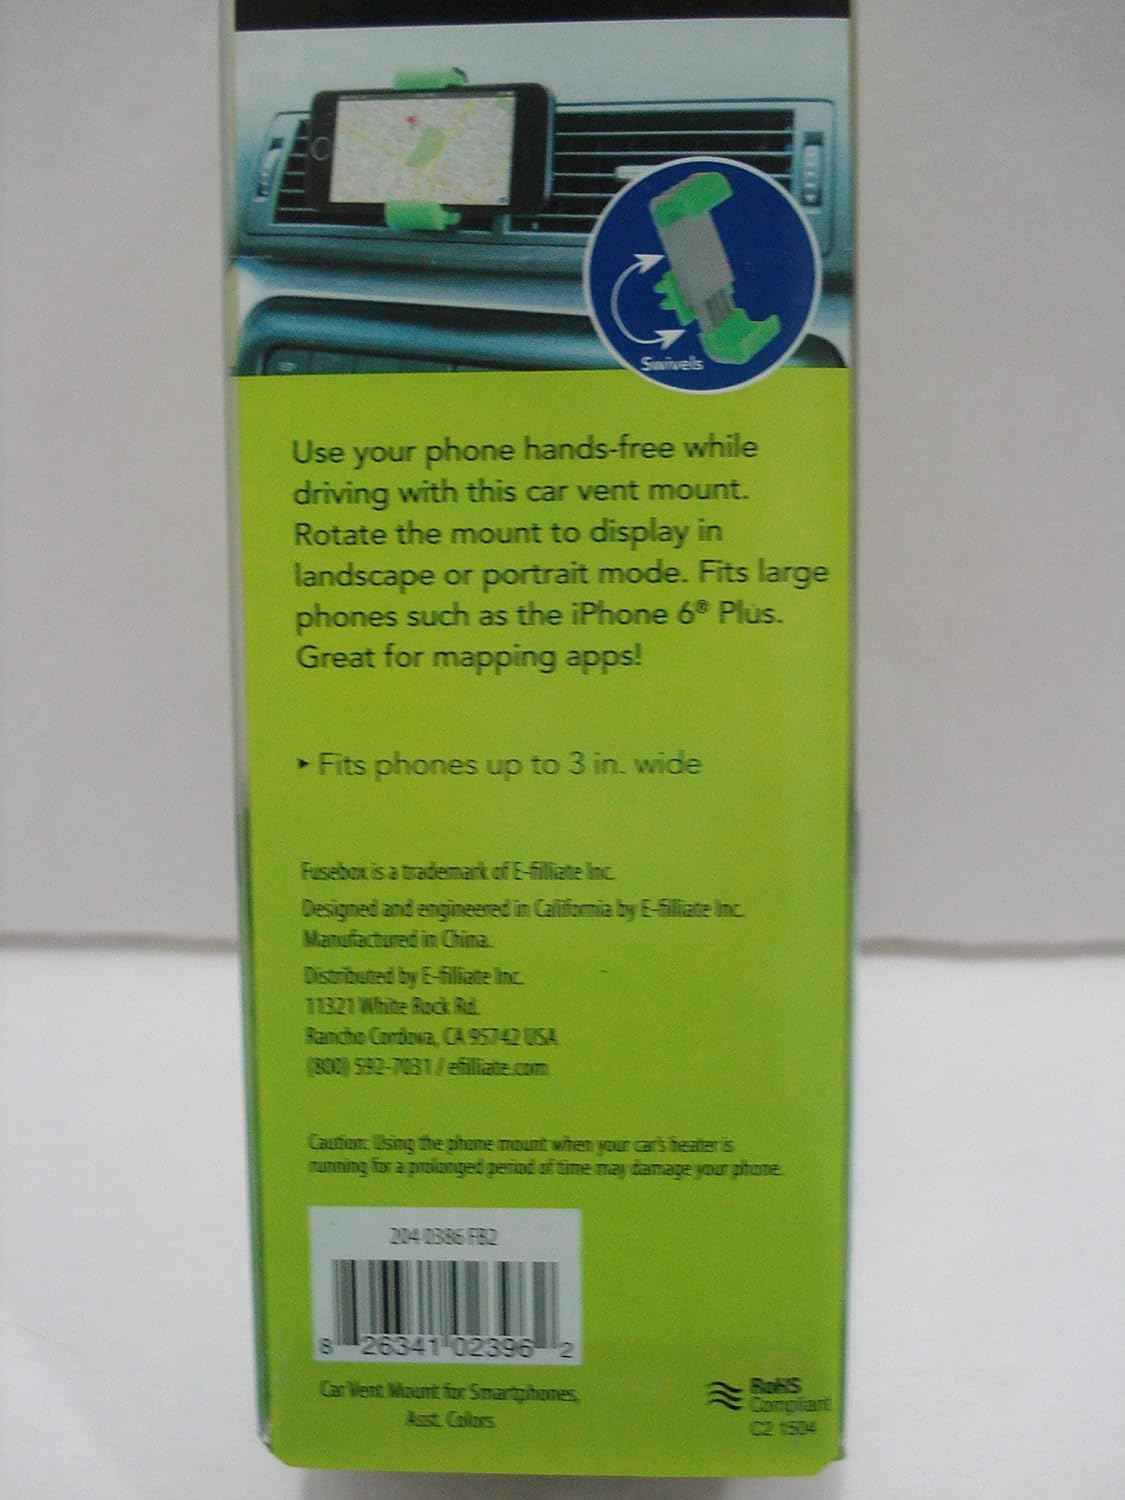 Swivels
Use your phone hands-free while
driving with this car vent mount.
Rotate the mount to display in
landscape or portrait mode. Fits large
phones such as the iPhone 6® Plus.
Great for mapping apps!
▸ Fits phones up to 3 in. wide
Fusebox is a trademark of E-filliate Inc.
Designed and engineered in California by E-filliate Inc.
Manufactured in China.
Distributed by E-filliate Inc.
11321 White Rock Rd.
Rancho Cordova, CA 95742 USA
(800) 592-7031 / efilliate.com
Caution: Using the phone mount when your car's heater is
running for a prolonged period of time may damage your phone.
204 0386 FB2
8 26341 02396 2
Car Vent Mount for Smartphones,
Asst. Colors
RoHS
Compliant
C2 1504